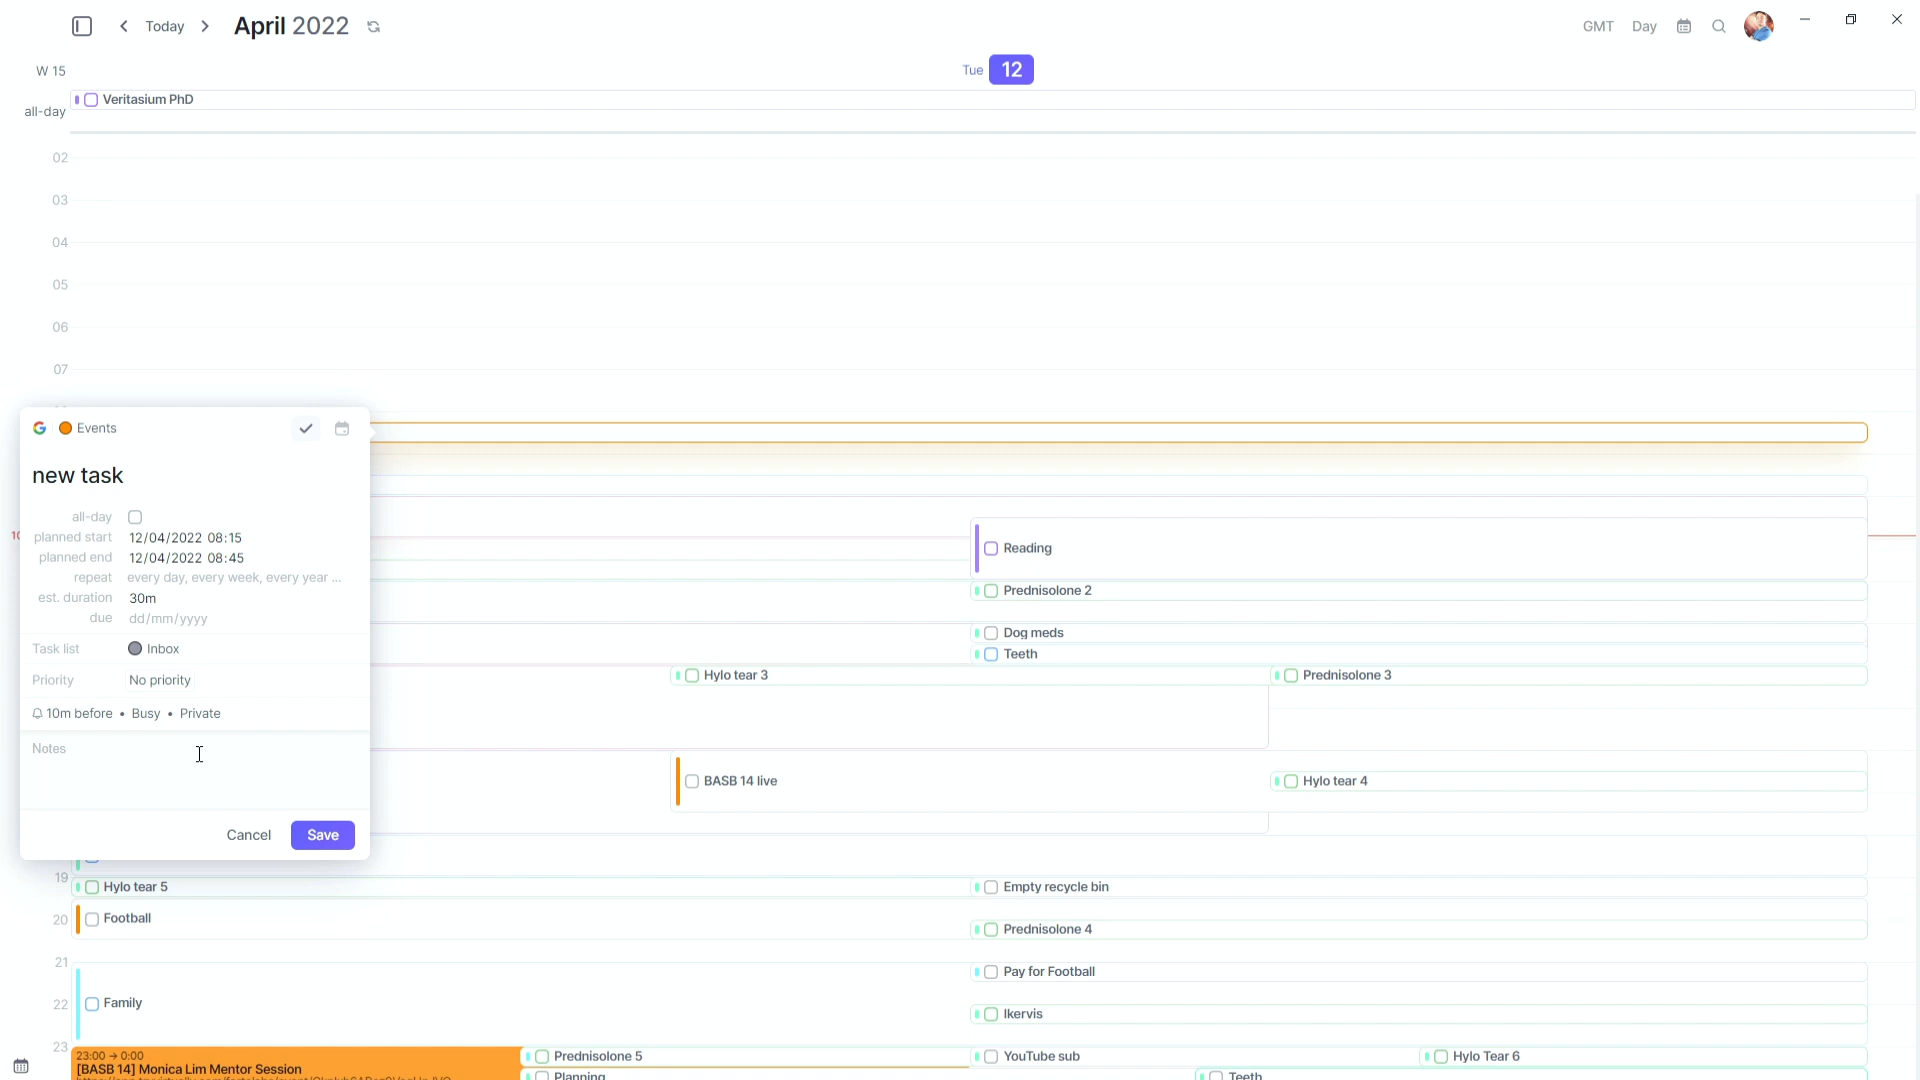 Today April 2022
GMT Day
W 15
Tue 12
all-day
Veritasium PhD
02
03
04
05
06
07
Events
new task
all-day
planned start 12/04/2022 08:15
planned end 12/04/2022 08:45
repeat every day, every week, every year ...
est. duration 30m
due dd/mm/yyyy
Task list Inbox
Priority No priority
10m before • Busy • Private
Notes
Cancel Save
Reading
Prednisolone 2
Dog meds
Teeth
Hylo tear 3
Prednisolone 3
BASB 14 live
Hylo tear 4
19
Hylo tear 5
Empty recycle bin
20
Football
Prednisolone 4
21
Pay for Football
22
Family
Ikervis
23
23:00 → 0:00
[BASB 14] Monica Lim Mentor Session
Prednisolone 5
YouTube sub
Hylo Tear 6
Planning
Teeth